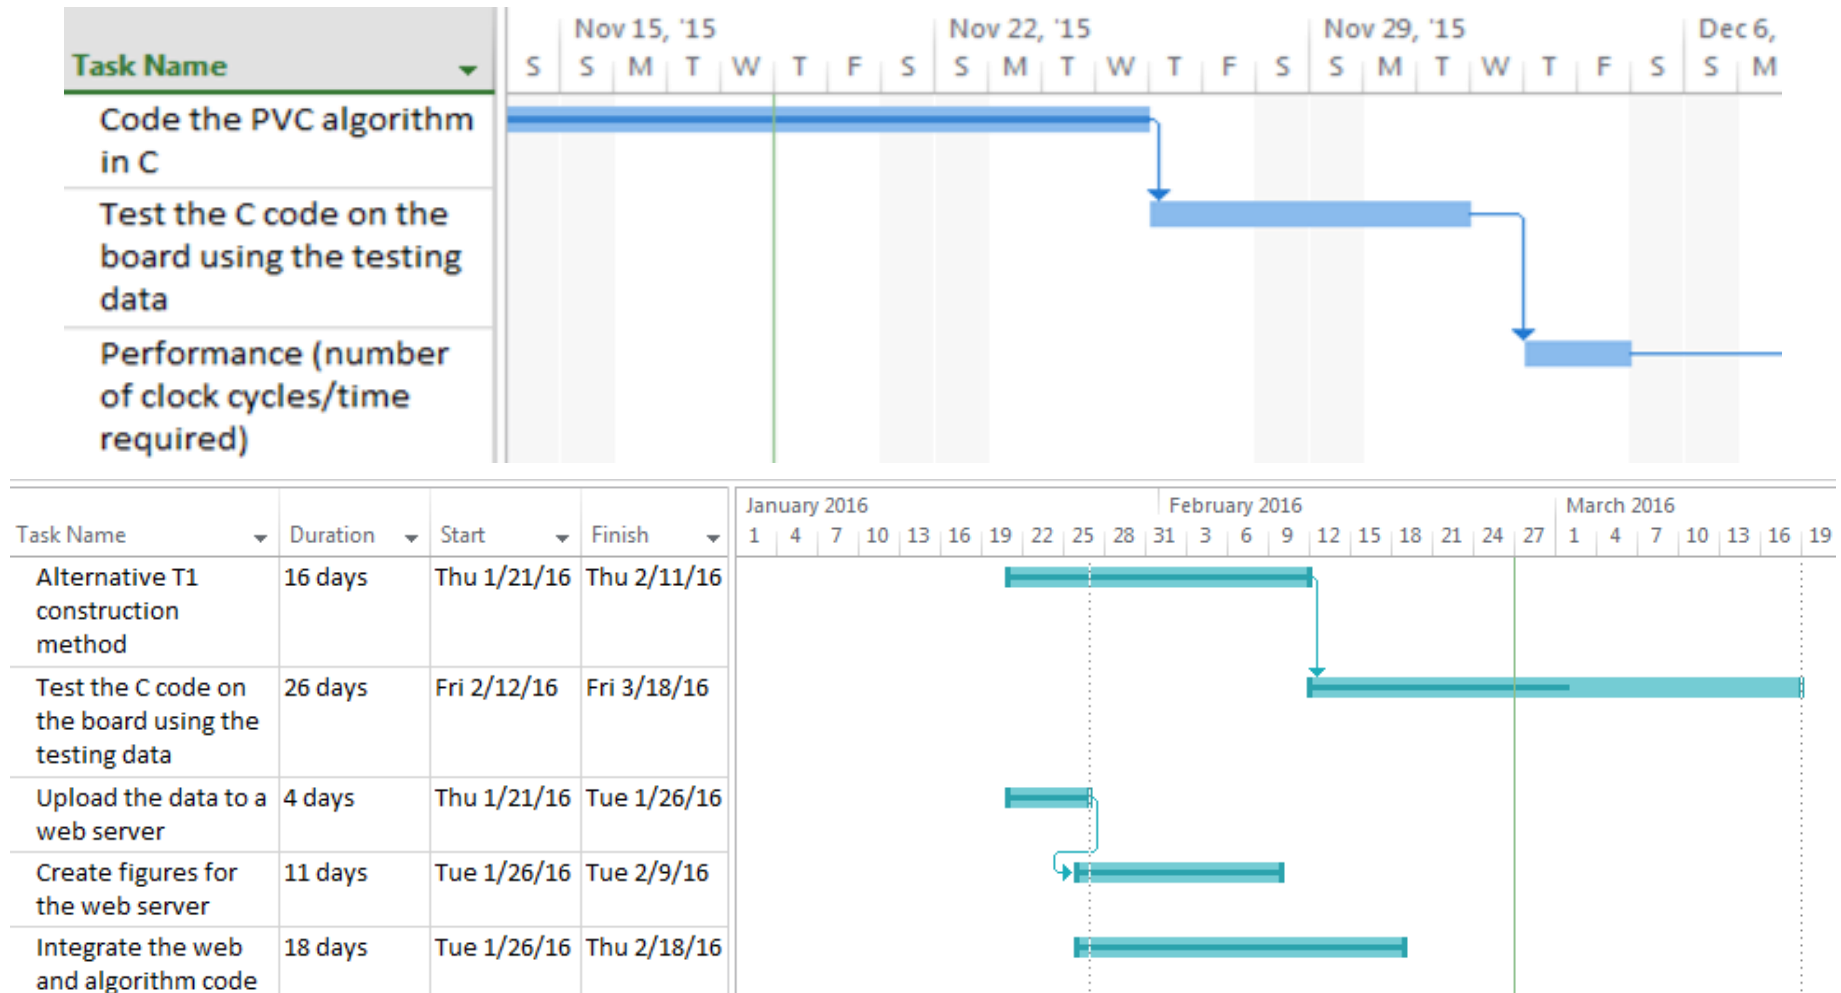 Nov 15, '15 Nov 22, '15 Nov 29, '15 Dec 6,
Task Name S S M T W T F S S M T W T F S S M T W T F S S M
Code the PVC algorithm
in C
Test the C code on the
board using the testing
data
Performance (number
of clock cycles/time
required)
January 2016 February 2016 March 2016
Task Name Duration Start Finish 1 4 7 10 13 16 19 22 25 28 31 3 6 9 12 15 18 21 24 27 1 4 7 10 13 16 19
Alternative T1 16 days Thu 1/21/16 Thu 2/11/16
construction
method
Test the C code on 26 days Fri 2/12/16 Fri 3/18/16
the board using the
testing data
Upload the data to a 4 days Thu 1/21/16 Tue 1/26/16
web server
Create figures for 11 days Tue 1/26/16 Tue 2/9/16
the web server
Integrate the web 18 days Tue 1/26/16 Thu 2/18/16
and algorithm code